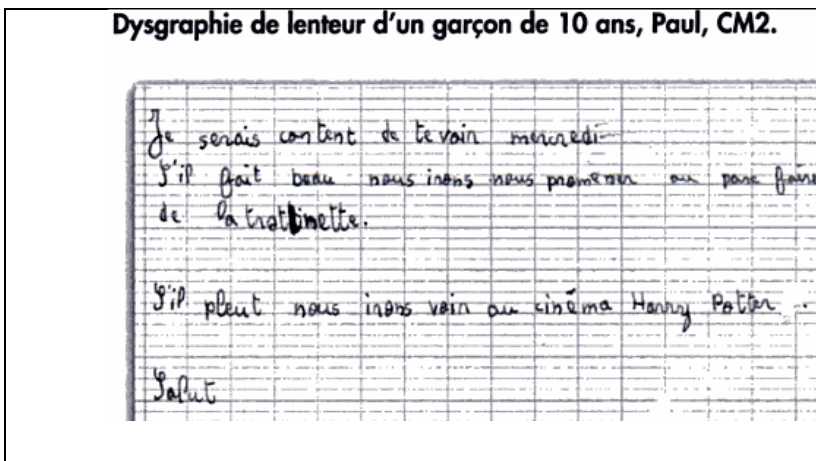 Dysgraphie de lenteur d'un garçon de 10 ans, Paul, CM2.
Je serais content de te voir mercredi
S'il fait beau nous irons nous promener au parc faire
de la trottinette.
S'il pleut nous irons voir au cinéma Harry Potter.
Salut